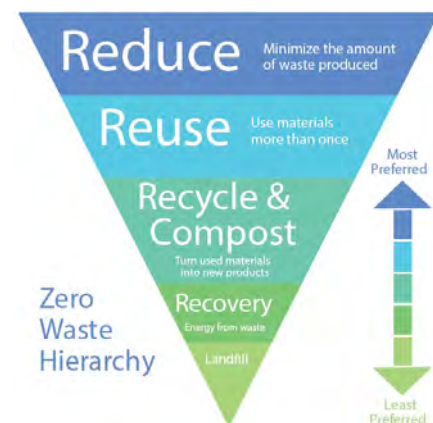 Reduce
Minimize the amount
of waste produced
Reuse
Use materials
more than once
Recycle &
Compost
Turn used materials
into new products
Recovery
Energy from waste
Landfill
Zero
Waste
Hierarchy
Most
Preferred
Least
Preferred